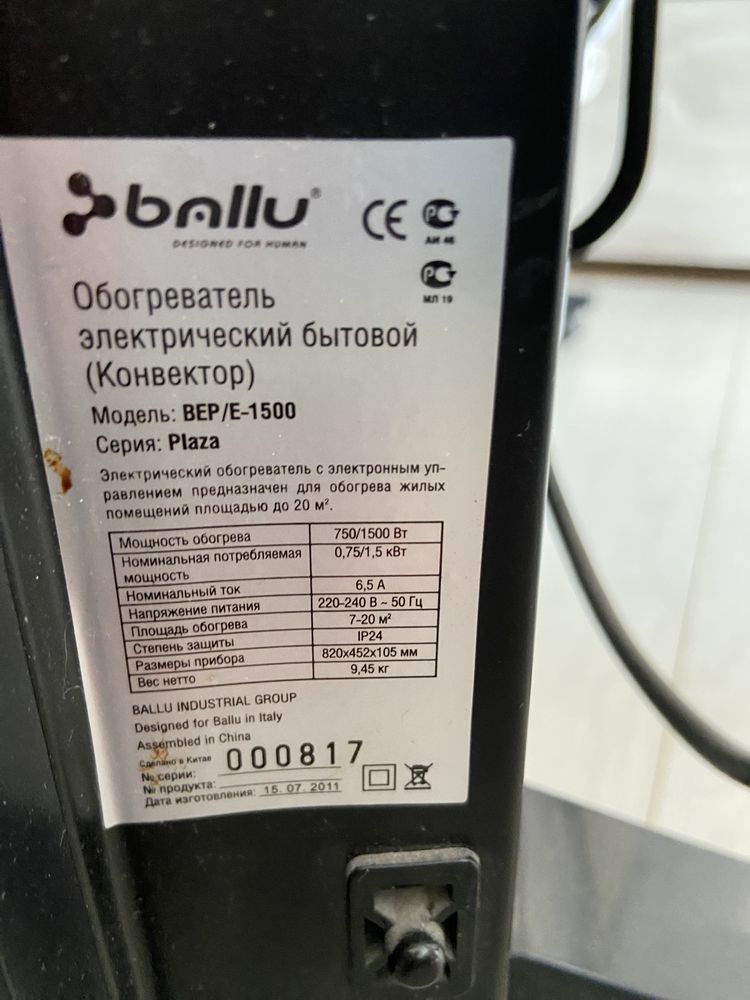 ballu®
DESIGNED FOR HUMAN
CE
РС
АИ 46
РС
МЛ 19
Обогреватель
электрический бытовой
(Конвектор)
Модель: BEP/E-1500
Серия: Plaza
Электрический обогреватель с электронным уп-
равлением предназначен для обогрева жилых
помещений площадью до 20 м².
Мощность обогрева 750/1500 Вт
Номинальная потребляемая 0,75/1,5 кВт
мощность
Номинальный ток 6,5 А
Напряжение питания 220-240 В ~ 50 Гц
Площадь обогрева 7-20 м²
Степень защиты IP24
Размеры прибора 820x452x105 мм
Вес нетто 9,45 кг
BALLU INDUSTRIAL GROUP
Designed for Ballu in Italy
Assembled in China
Сделано в Китае
№ серии: 000817
№ продукта:
Дата изготовления: 15. 07. 2011